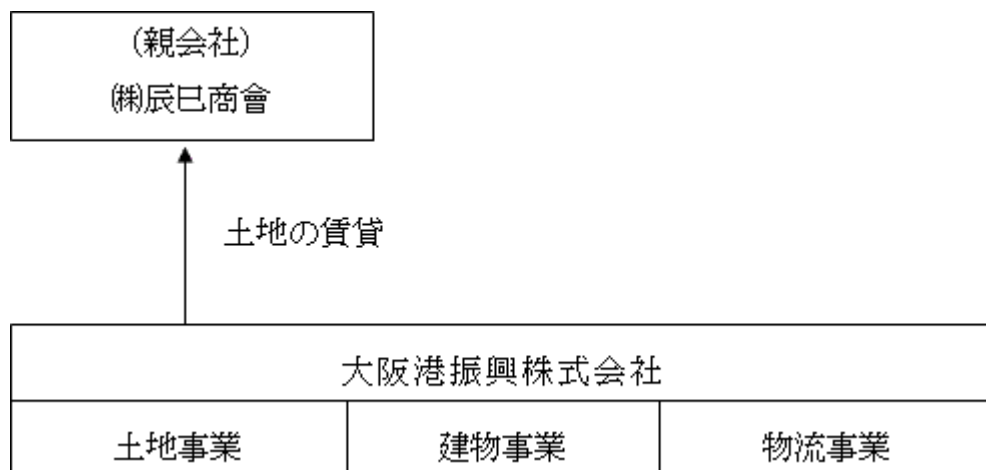 (親会社)
㈱辰巳商會
土地の賃貸
大阪港振興株式会社
土地事業
建物事業
物流事業